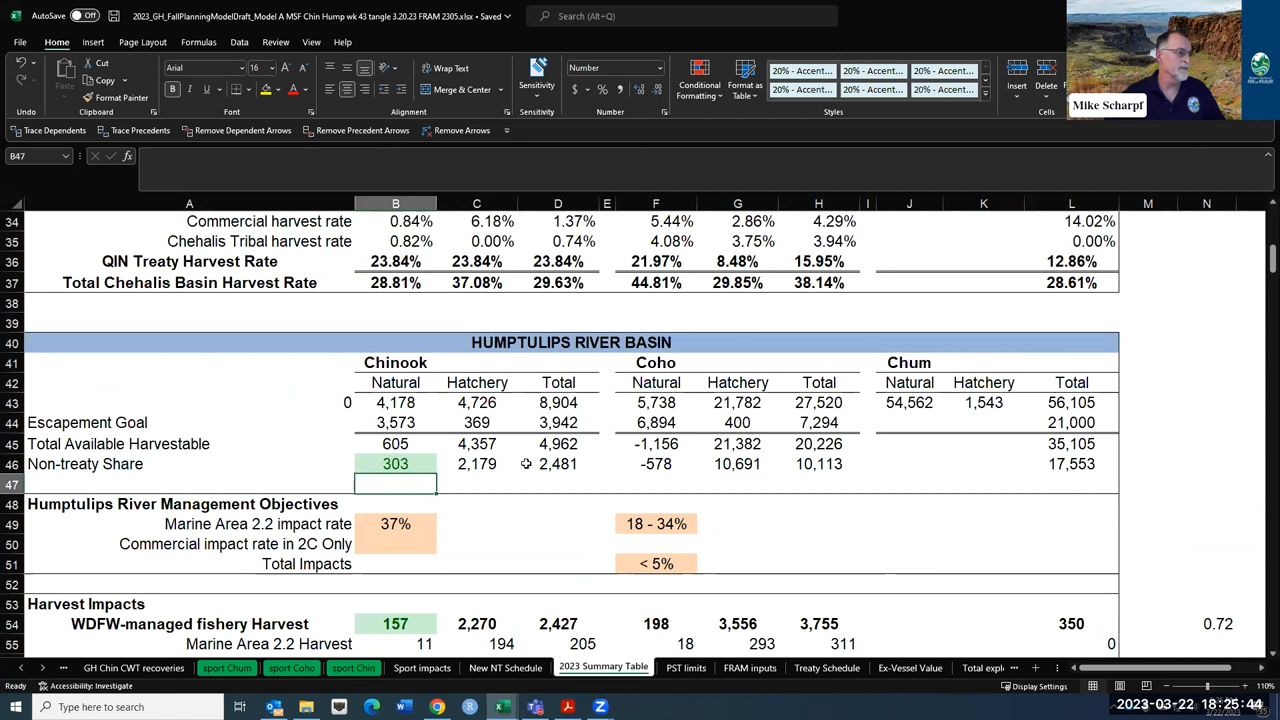 AutoSave Off 2023_GH_FallPlanningModelDraft_Model A MSF Chin Hump wk 43 tangle 3.20.23 FRAM 2305.xlsx • Saved Search (Alt+Q)
File Home Insert Page Layout Formulas Data Review View Help
Mike Scharpf
Cut Copy Format Painter Paste
Arial 16 Wrap Text Merge & Center Sensitivity Number Conditional Formatting Format as Table 20% - Accent... 20% - Accent... 20% - Accent... 20% - Accent... 20% - Accent... 20% - Accent... Insert Delete
Undo Clipboard Font Alignment Sensitivity Number Styles Cells
Trace Dependents Trace Precedents Remove Dependent Arrows Remove Precedent Arrows Remove Arrows
B47 fx
A B C D E F G H I J K L M N
34 Commercial harvest rate 0.84% 6.18% 1.37% 5.44% 2.86% 4.29% 14.02%
35 Chehalis Tribal harvest rate 0.82% 0.00% 0.74% 4.08% 3.75% 3.94% 0.00%
36 QIN Treaty Harvest Rate 23.84% 23.84% 23.84% 21.97% 8.48% 15.95% 12.86%
37 Total Chehalis Basin Harvest Rate 28.81% 37.08% 29.63% 44.81% 29.85% 38.14% 28.61%
38
39
40 HUMPTULIPS RIVER BASIN
41 Chinook Coho Chum
42 Natural Hatchery Total Natural Hatchery Total Natural Hatchery Total
43 0 4,178 4,726 8,904 5,738 21,782 27,520 54,562 1,543 56,105
44 Escapement Goal 3,573 369 3,942 6,894 400 7,294 21,000
45 Total Available Harvestable 605 4,357 4,962 -1,156 21,382 20,226 35,105
46 Non-treaty Share 303 2,179 2,481 -578 10,691 10,113 17,553
47
48 Humptulips River Management Objectives
49 Marine Area 2.2 impact rate 37% 18 - 34%
50 Commercial impact rate in 2C Only
51 Total Impacts < 5%
52
53 Harvest Impacts
54 WDFW-managed fishery Harvest 157 2,270 2,427 198 3,556 3,755 350 0.72
55 Marine Area 2.2 Harvest 11 194 205 18 293 311 0
GH Chin CWT recoveries sport Chum sport Coho sport Chin Sport impacts New NT Schedule 2023 Summary Table PST limits FRAM inputs Treaty Schedule Ex-Vessel Value Total explo
Ready Accessibility: Investigate Display Settings 110%
Type here to search 2023-03-22 18:25:44